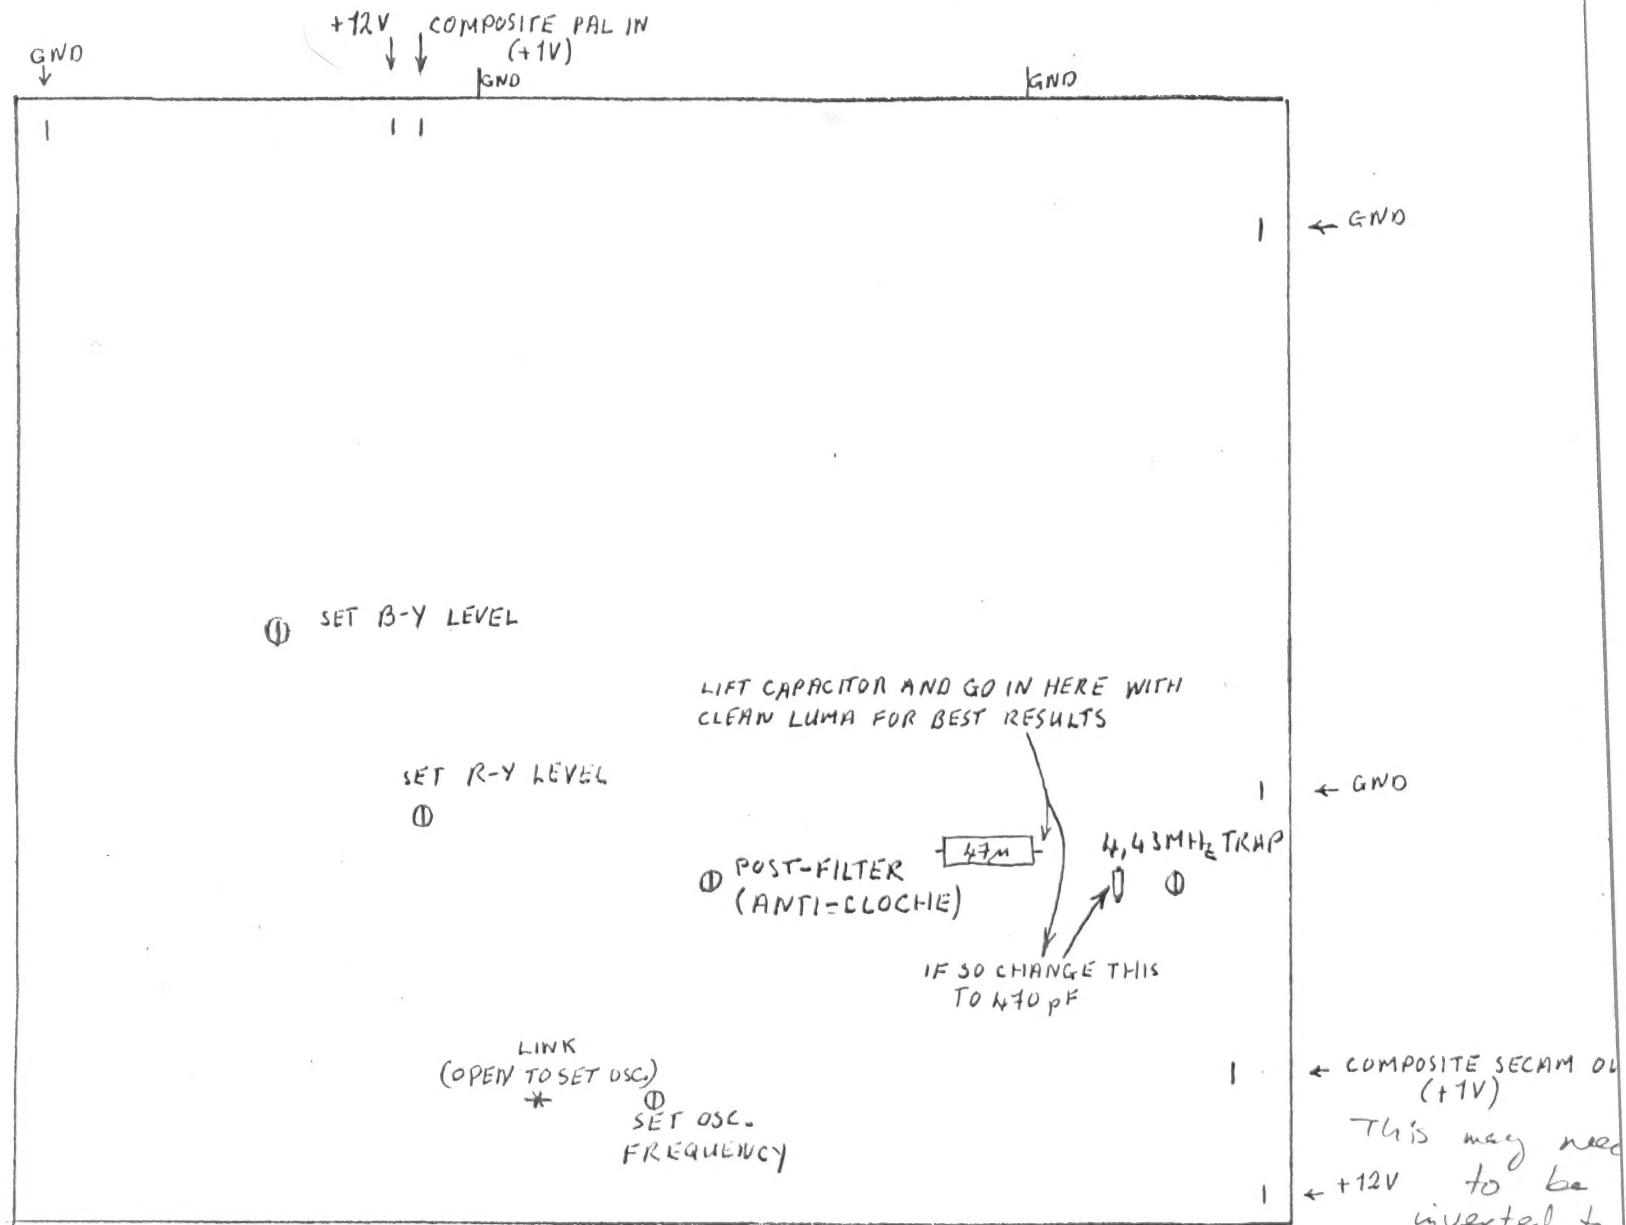 +12V COMPOSITE PAL IN
(+1V)
GND
GND
GND
GND
SET B-Y LEVEL
LIFT CAPACITOR AND GO IN HERE WITH
CLEAN LUMA FOR BEST RESULTS
SET R-Y LEVEL
GND
47µ
4,43MHz TRAP
POST-FILTER
(ANTI-CLOCHE)
IF SO CHANGE THIS
TO 470pF
LINK
(OPEN TO SET OSC.)
SET OSC.
FREQUENCY
COMPOSITE SECAM
(+1V)
This may
+12V to be
inverted